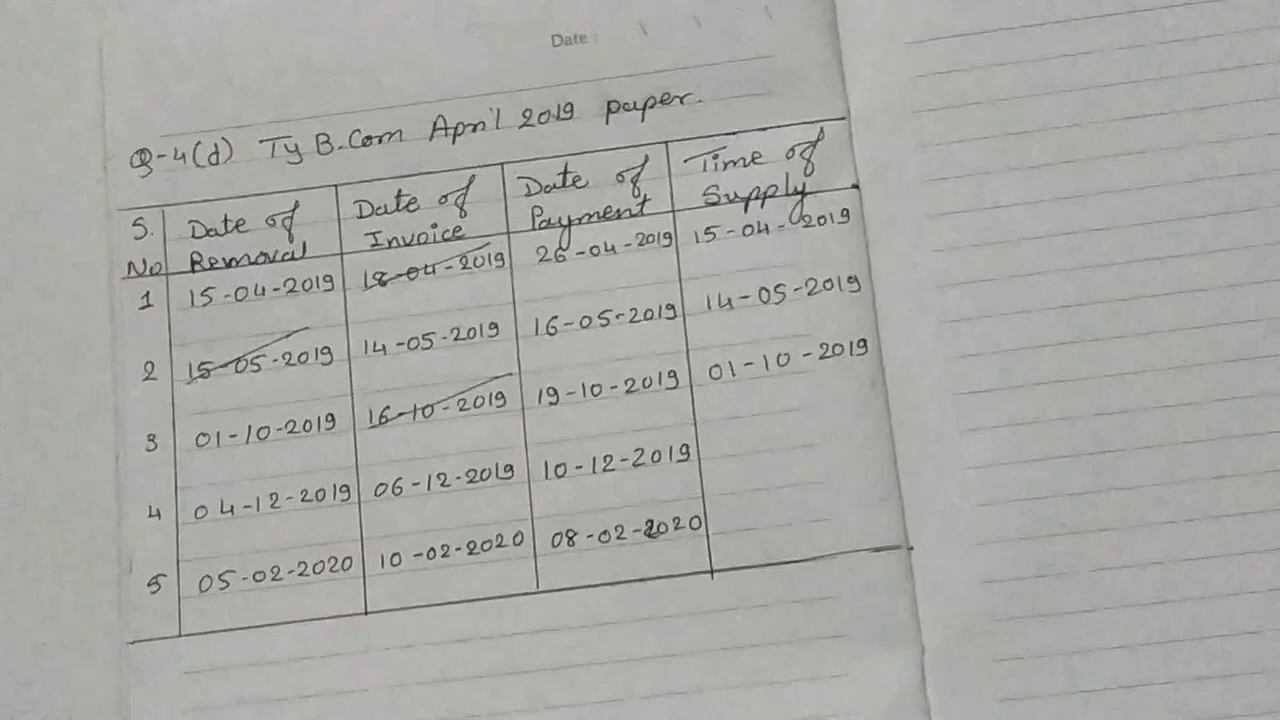 Date :
Q-4(d) Ty B.Com April 2019 paper.
S. No Date of Removal Date of Invoice Date of Payment Time of Supply
1 15-04-2019 18-04-2019 26-04-2019 15-04-2019
2 15-05-2019 14-05-2019 16-05-2019 14-05-2019
3 01-10-2019 16-10-2019 19-10-2019 01-10-2019
4 04-12-2019 06-12-2019 10-12-2019
5 05-02-2020 10-02-2020 08-02-2020